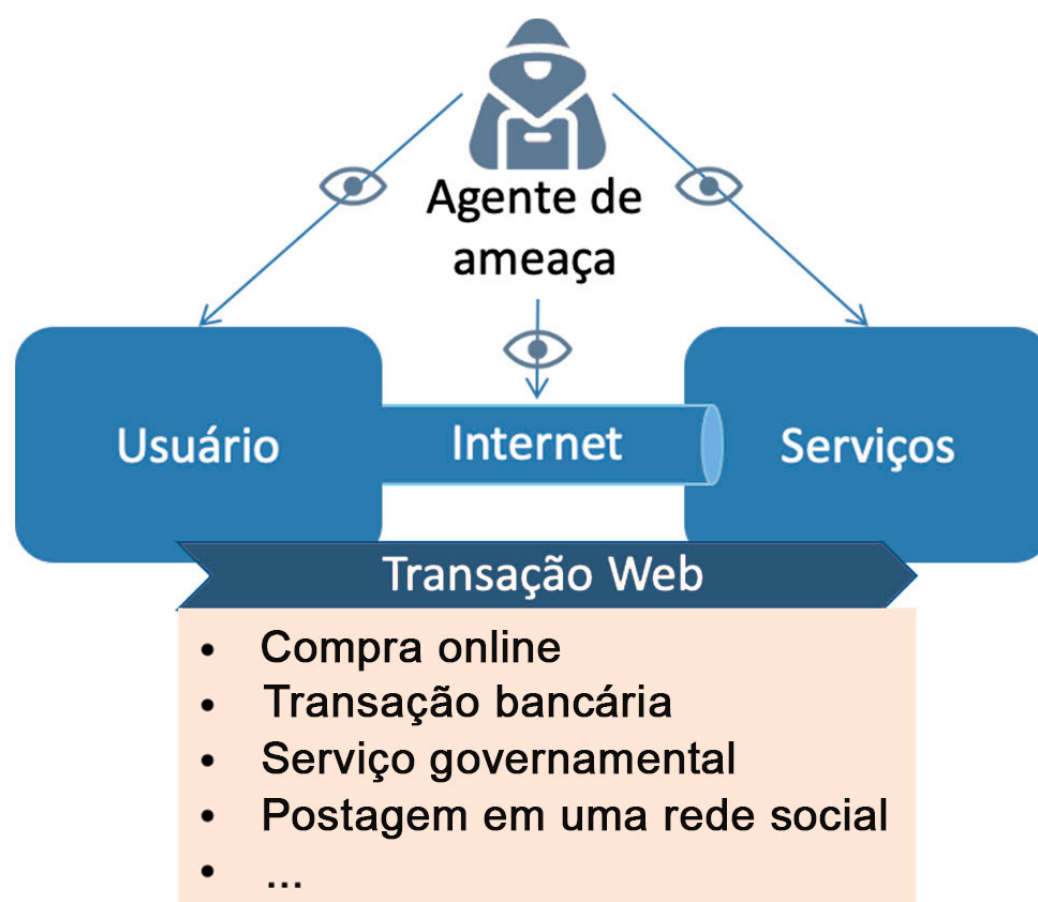 Agente de
ameaça
Usuário
Internet
Serviços
Transação Web
• Compra online
• Transação bancária
• Serviço governamental
• Postagem em uma rede social
• ...